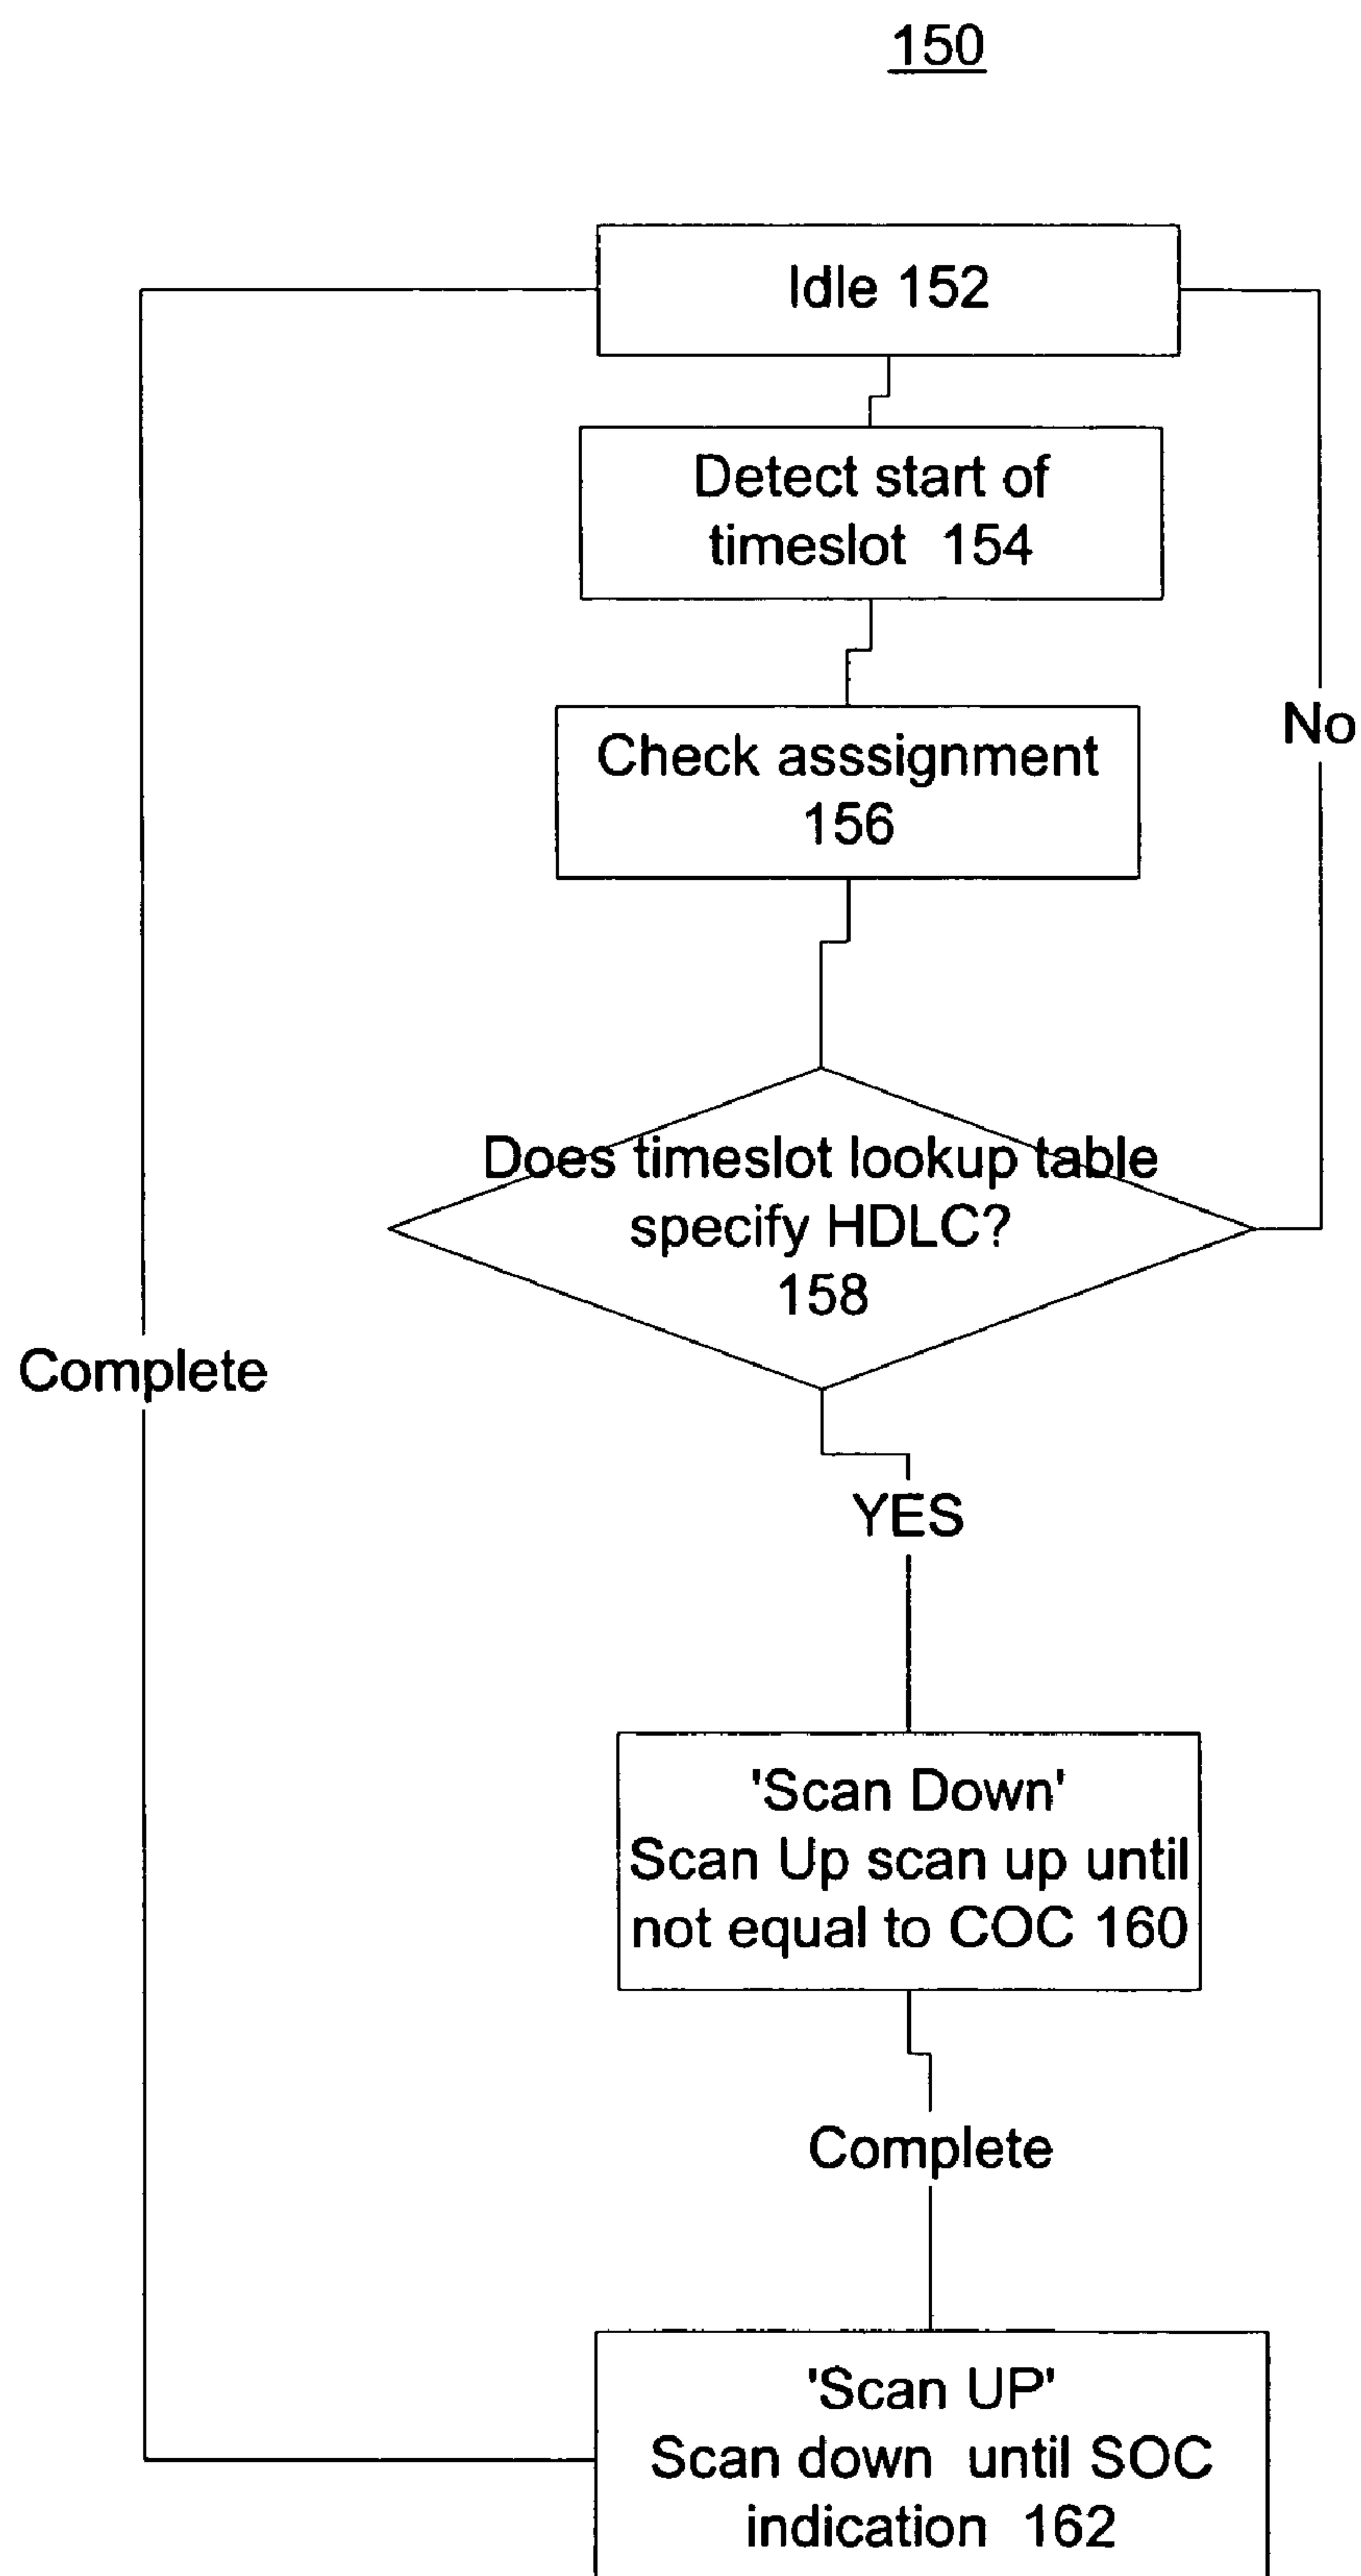 150
Idle 152
Detect start of
timeslot 154
Check asssignment
156
No
Does timeslot lookup table
specify HDLC?
158
Complete
YES
'Scan Down'
Scan Up scan up until
not equal to COC 160
Complete
'Scan UP'
Scan down until SOC
indication 162